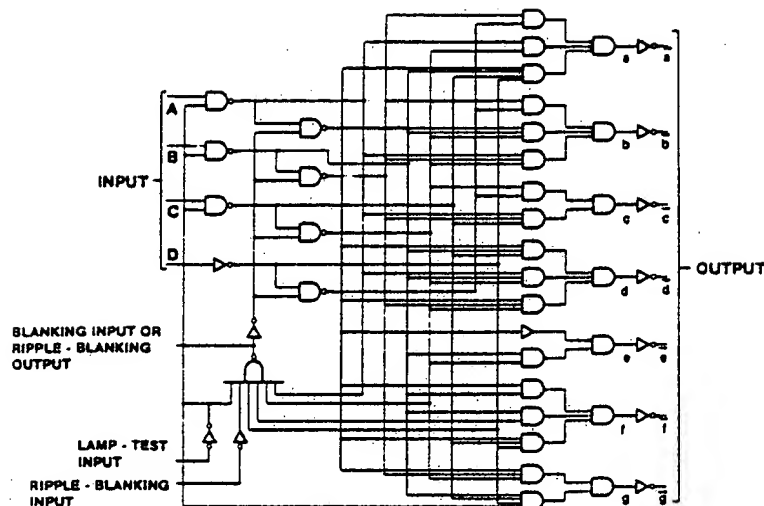 A
B
INPUT
C
D
BLANKING INPUT OR
RIPPLE - BLANKING
OUTPUT
LAMP - TEST
INPUT
RIPPLE - BLANKING
INPUT
a
a
b
b
c
c
d
d
e
e
f
f
g
g
OUTPUT